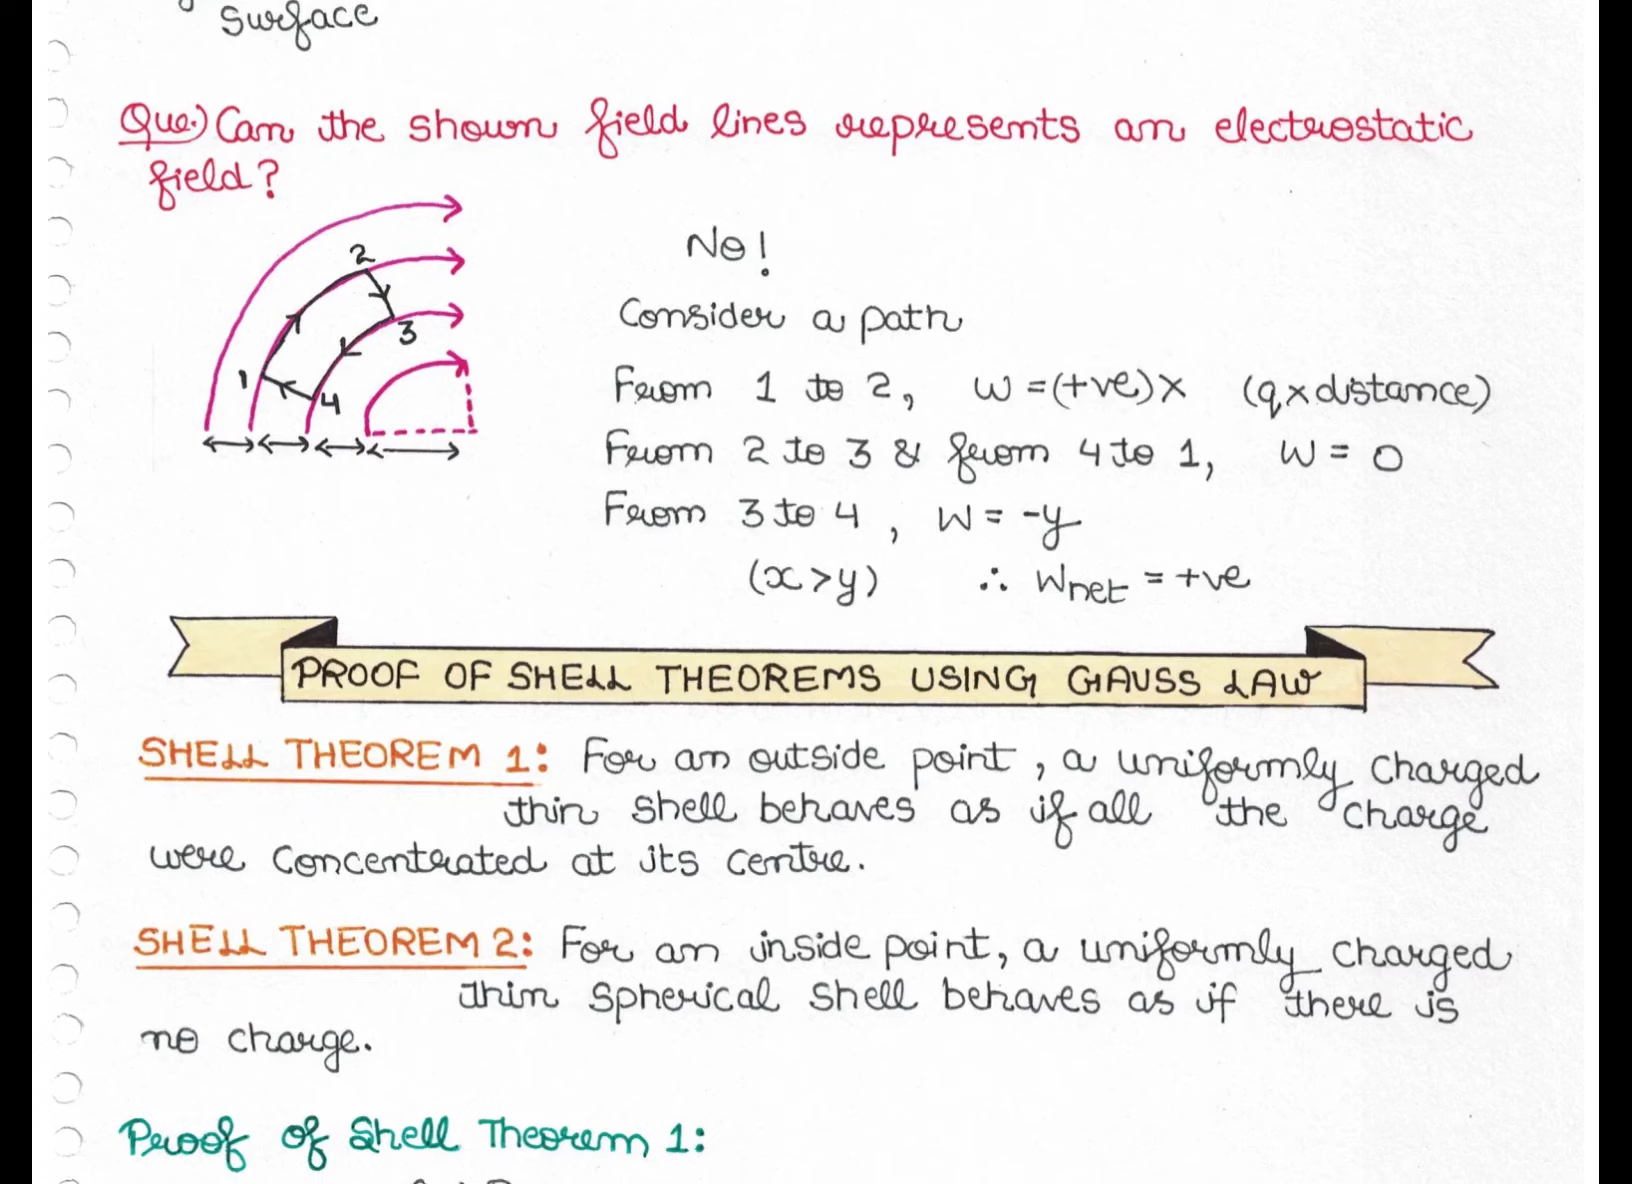 surface
Que.) Can the shown field lines represents an electrostatic
field?
No!
Consider a path
From 1 to 2, W = (+ve) x (q x distance)
From 2 to 3 & from 4 to 1, W = 0
From 3 to 4, W = -y
(x > y) ∴ Wnet = +ve
1
2
3
4
PROOF OF SHELL THEOREMS USING GAUSS LAW
SHELL THEOREM 1: For an outside point, a uniformly charged
thin shell behaves as if all the charge
were concentrated at its centre.
SHELL THEOREM 2: For an inside point, a uniformly charged
thin spherical shell behaves as if there is
no charge.
Proof of Shell Theorem 1: